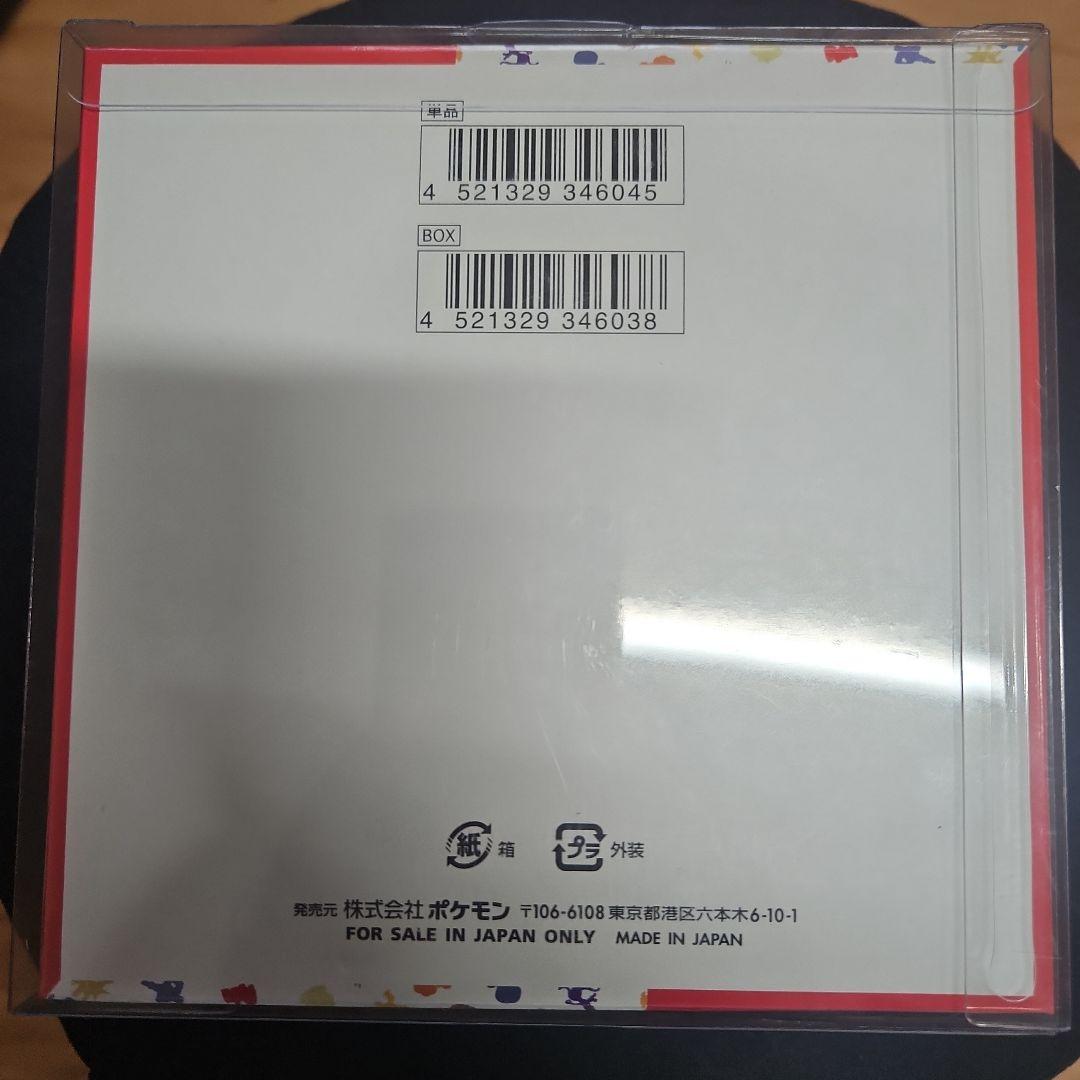 単品
4 521329 346045
BOX
4 521329 346038
紙 箱 プラ 外装
発売元 株式会社 ポケモン 〒106-6108 東京都港区六本木6-10-1
FOR SALE IN JAPAN ONLY MADE IN JAPAN